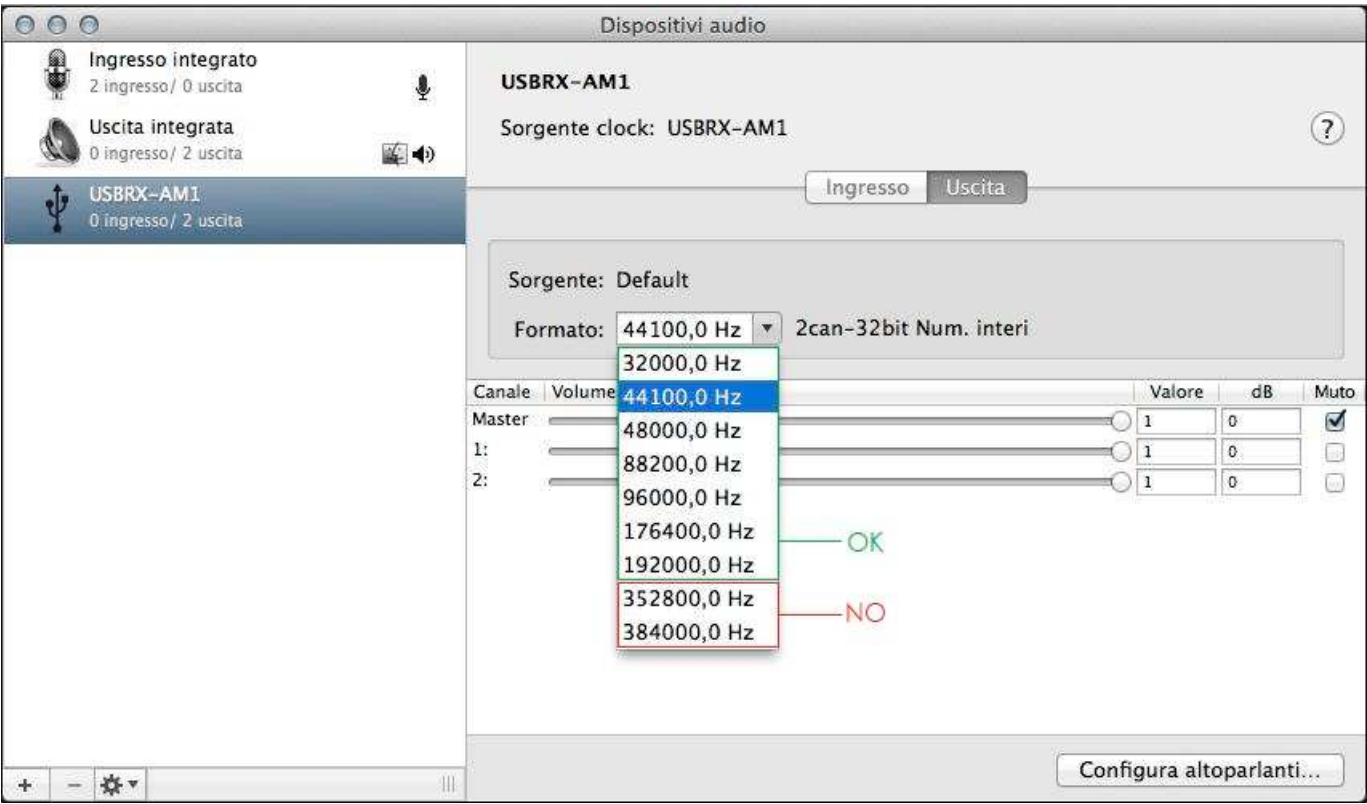 Dispositivi audio
Ingresso integrato
2 ingresso/ 0 uscita
Uscita integrata
0 ingresso/ 2 uscita
USBRX-AM1
0 ingresso/ 2 uscita
USBRX-AM1
Sorgente clock: USBRX-AM1
?
Ingresso Uscita
Sorgente: Default
Formato: 44100,0 Hz 2can-32bit Num. interi
32000,0 Hz
44100,0 Hz
48000,0 Hz
88200,0 Hz
96000,0 Hz
176400,0 Hz
192000,0 Hz
352800,0 Hz
384000,0 Hz
OK
NO
Canale Volume Valore dB Muto
Master 1 0
1: 1 0
2: 1 0
Configura altoparlanti...
+ -